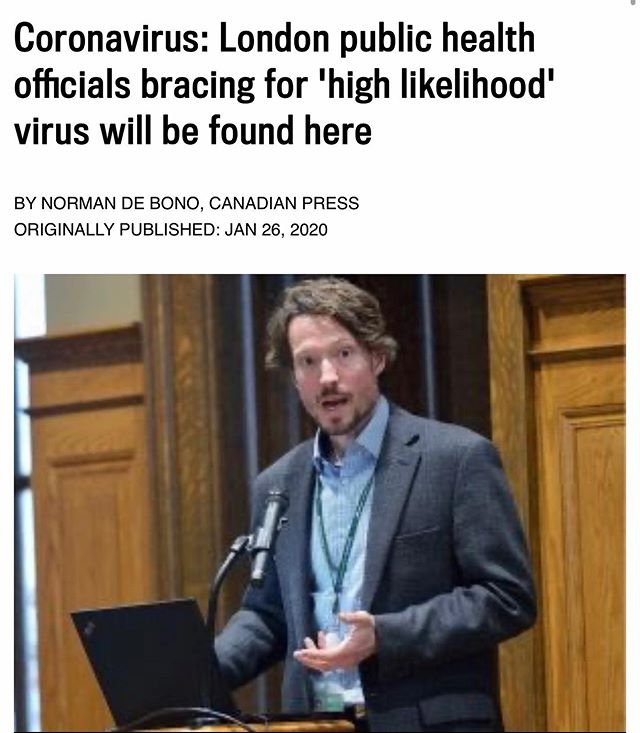 Coronavirus: London public health
officials bracing for 'high likelihood'
virus will be found here
BY NORMAN DE BONO, CANADIAN PRESS
ORIGINALLY PUBLISHED: JAN 26, 2020